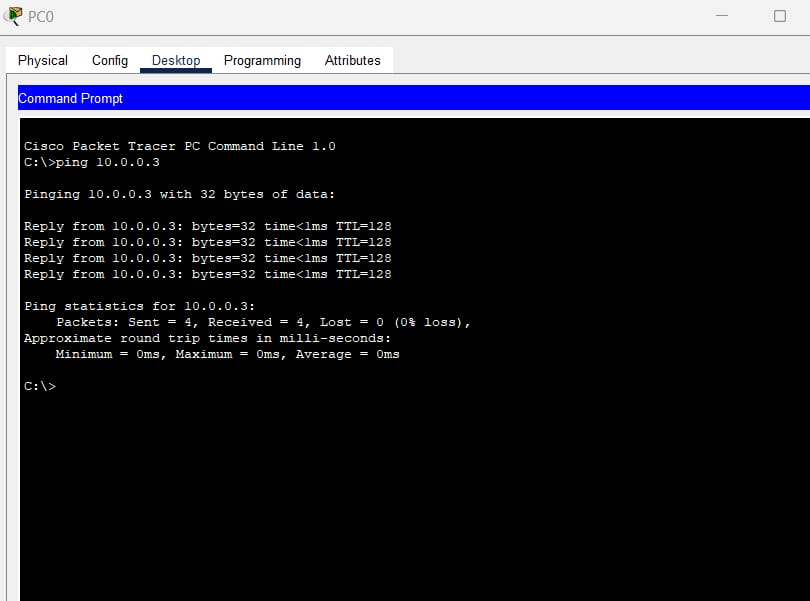 PC0
Physical Config Desktop Programming Attributes
Command Prompt
Cisco Packet Tracer PC Command Line 1.0
C:\>ping 10.0.0.3
Pinging 10.0.0.3 with 32 bytes of data:
Reply from 10.0.0.3: bytes=32 time<1ms TTL=128
Reply from 10.0.0.3: bytes=32 time<1ms TTL=128
Reply from 10.0.0.3: bytes=32 time<1ms TTL=128
Reply from 10.0.0.3: bytes=32 time<1ms TTL=128
Ping statistics for 10.0.0.3:
Packets: Sent = 4, Received = 4, Lost = 0 (0% loss),
Approximate round trip times in milli-seconds:
Minimum = 0ms, Maximum = 0ms, Average = 0ms
C:\>